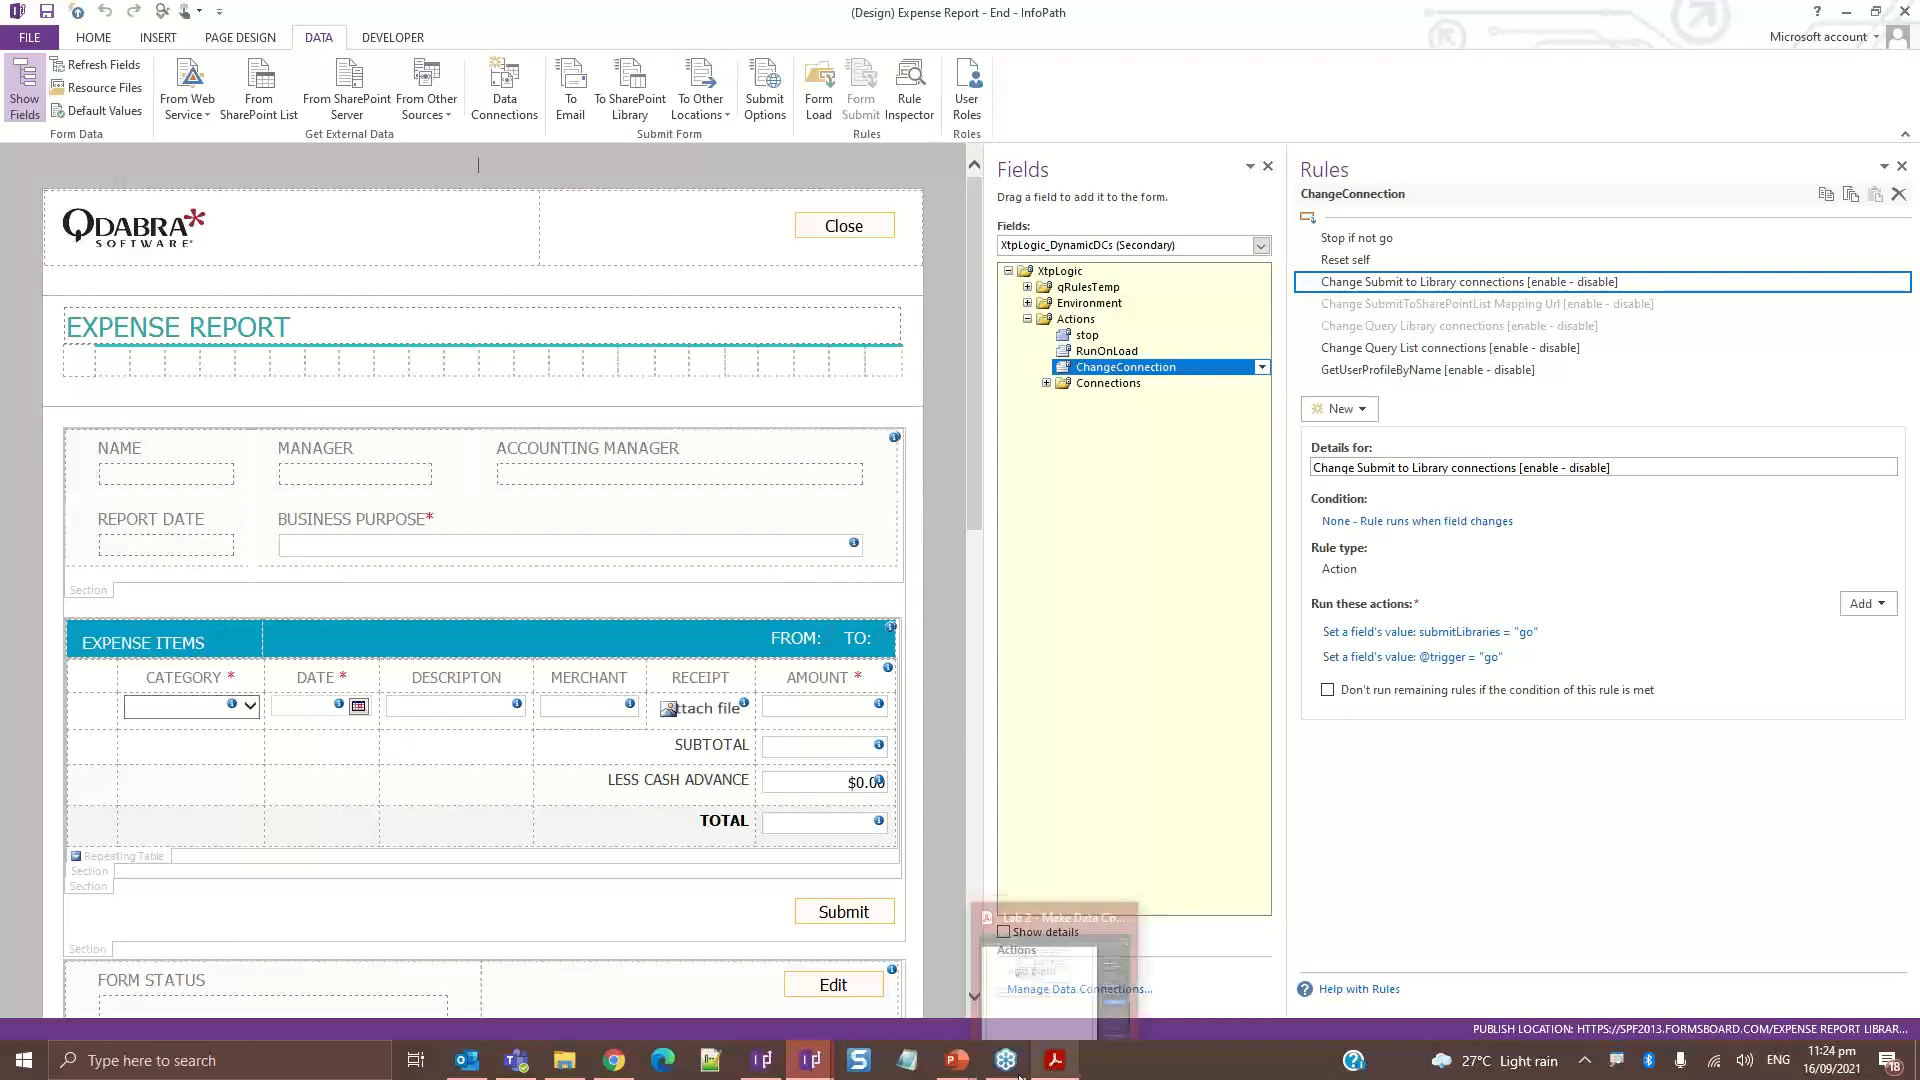 (Design) Expense Report - End - InfoPath
FILE HOME INSERT PAGE DESIGN DATA DEVELOPER
Microsoft account
Show Fields
Refresh Fields
Resource Files
Default Values
Form Data
From Web Service
From SharePoint List
From SharePoint Server
From Other Sources
Get External Data
Data Connections
To Email
To SharePoint Library
To Other Locations
Submit Options
Submit Form
Form Load
Form Submit
Rule Inspector
Rules
User Roles
Roles
QDABRA
SOFTWARE
Close
EXPENSE REPORT
NAME MANAGER ACCOUNTING MANAGER
REPORT DATE BUSINESS PURPOSE*
Section
EXPENSE ITEMS FROM: TO:
CATEGORY * DATE * DESCRIPTON MERCHANT RECEIPT AMOUNT *
ttach file
SUBTOTAL
LESS CASH ADVANCE $0.00
TOTAL
Repeating Table
Section
Section
Submit
Section
FORM STATUS Edit
Fields
Drag a field to add it to the form.
Fields:
XtpLogic_DynamicDCs (Secondary)
XtpLogic
qRulesTemp
Environment
Actions
stop
RunOnLoad
ChangeConnection
Connections
Lab 2 - Make Data Co...
Show details
Actions
Add Field
Manage Data Connections...
Rules
ChangeConnection
Stop if not go
Reset self
Change Submit to Library connections [enable - disable]
Change SubmitToSharePointList Mapping Url [enable - disable]
Change Query Library connections [enable - disable]
Change Query List connections [enable - disable]
GetUserProfileByName [enable - disable]
New
Details for:
Change Submit to Library connections [enable - disable]
Condition:
None - Rule runs when field changes
Rule type:
Action
Run these actions:*
Add
Set a field's value: submitLibraries = "go"
Set a field's value: @trigger = "go"
Don't run remaining rules if the condition of this rule is met
Help with Rules
PUBLISH LOCATION: HTTPS://SPF2013.FORMSBOARD.COM/EXPENSE REPORT LIBRAR...
Type here to search
27°C Light rain
ENG
11:24 pm
16/09/2021
18